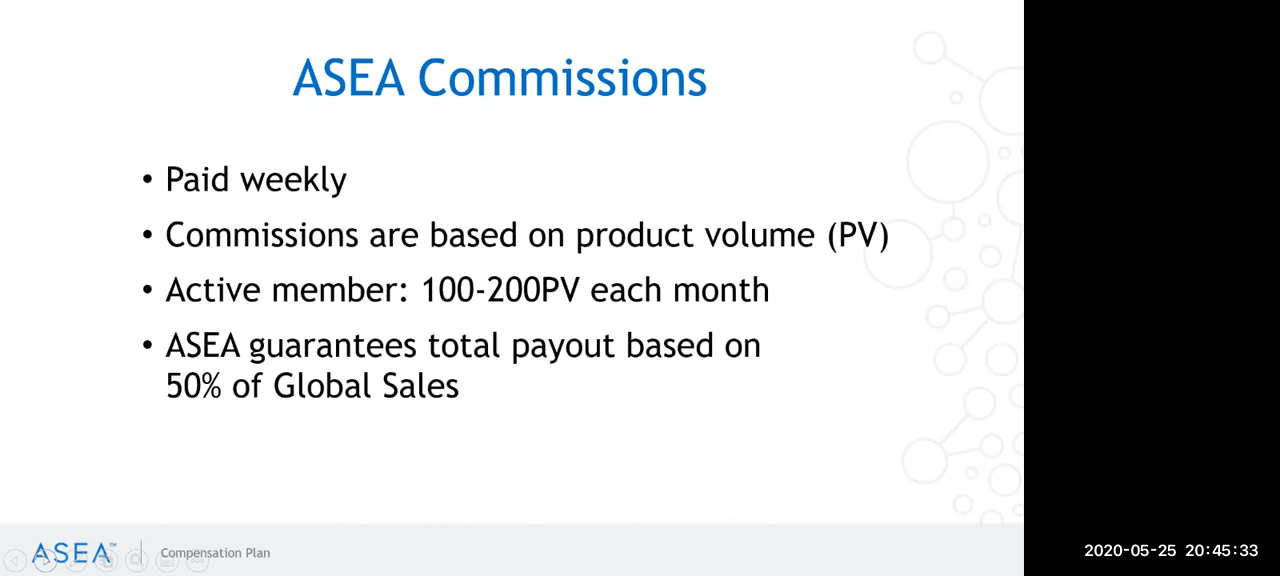 ASEA Commissions
• Paid weekly
• Commissions are based on product volume (PV)
• Active member: 100-200PV each month
• ASEA guarantees total payout based on
50% of Global Sales
ASEA™ Compensation Plan
2020-05-25 20:45:33